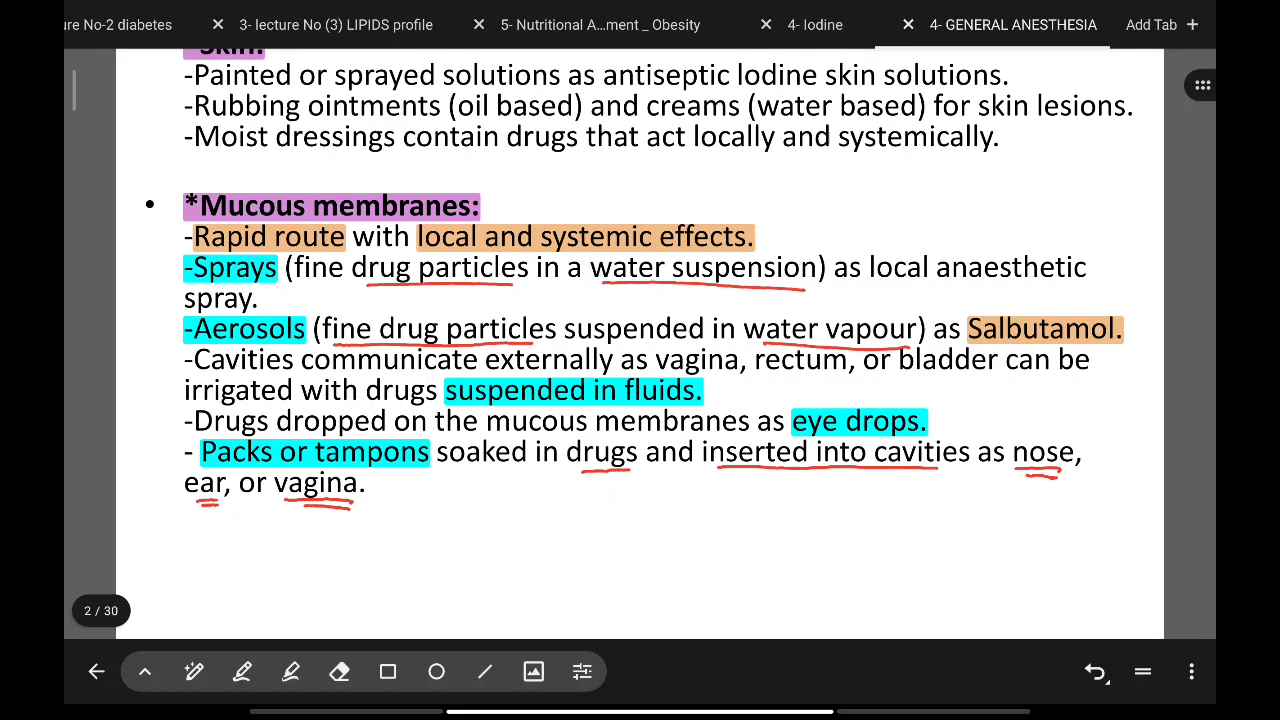 ure No-2 diabetes
3- lecture No (3) LIPIDS profile
5- Nutritional A...ment _ Obesity
4- Iodine
4- GENERAL ANESTHESIA
Add Tab
*Skin:
-Painted or sprayed solutions as antiseptic Iodine skin solutions.
-Rubbing ointments (oil based) and creams (water based) for skin lesions.
-Moist dressings contain drugs that act locally and systemically.
• *Mucous membranes:
-Rapid route with local and systemic effects.
-Sprays (fine drug particles in a water suspension) as local anaesthetic
spray.
-Aerosols (fine drug particles suspended in water vapour) as Salbutamol.
-Cavities communicate externally as vagina, rectum, or bladder can be
irrigated with drugs suspended in fluids.
-Drugs dropped on the mucous membranes as eye drops.
- Packs or tampons soaked in drugs and inserted into cavities as nose,
ear, or vagina.
2 / 30